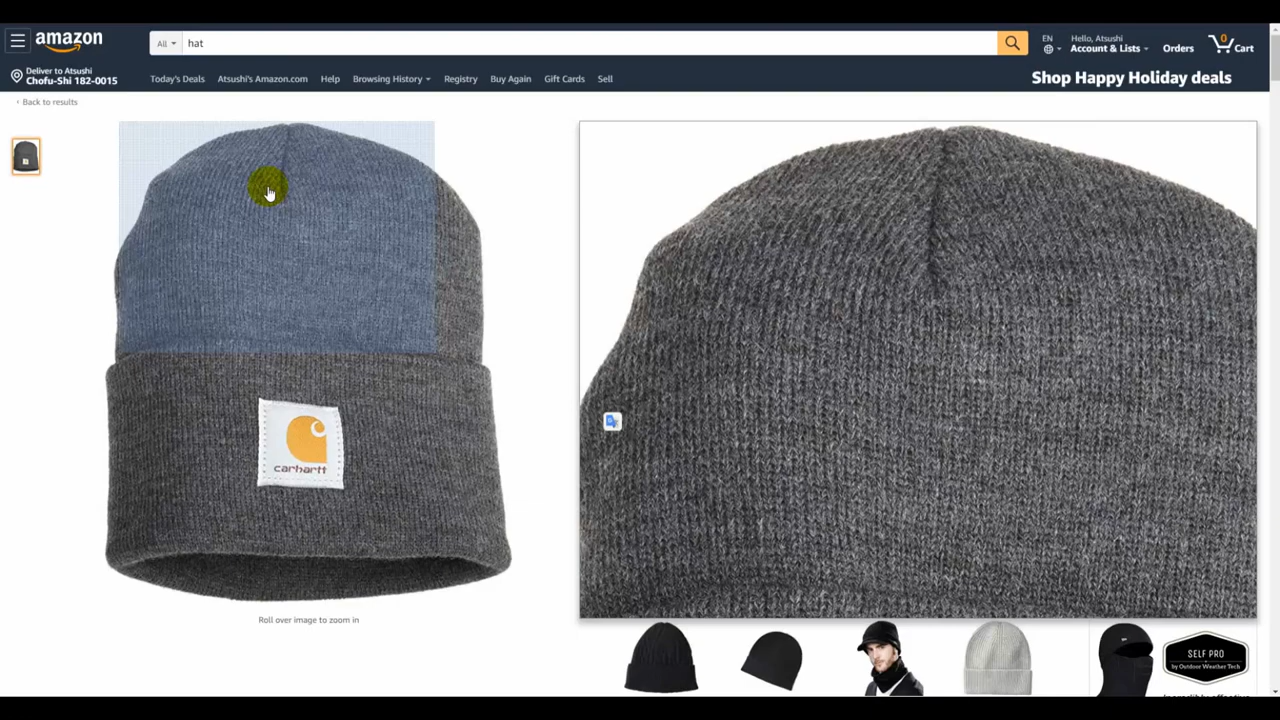 amazon
All
hat
EN
Hello, Atsushi
Account & Lists
Orders
0
Cart
Deliver to Atsushi
Chofu-Shi 182-0015
Today's Deals
Atsushi's Amazon.com
Help
Browsing History
Registry
Buy Again
Gift Cards
Sell
Shop Happy Holiday deals
‹ Back to results
carhartt
Roll over image to zoom in
SELF PRO
by Outdoor Weather Tech